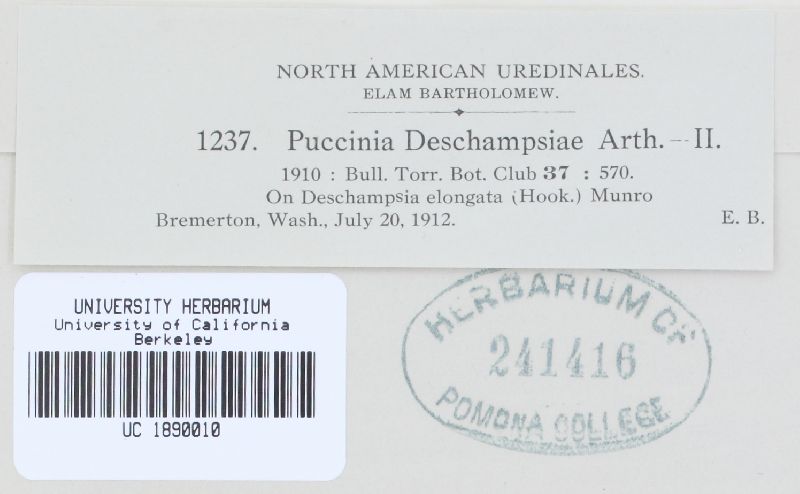 NORTH AMERICAN UREDINALES.
ELAM BARTHOLOMEW.
1237. Puccinia Deschampsiae Arth.—II.
1910 : Bull. Torr. Bot. Club 37 : 570.
On Deschampsia elongata (Hook.) Munro
Bremerton, Wash., July 20, 1912. E. B.
UNIVERSITY HERBARIUM
University of California
Berkeley
UC 1890010
HERBARIUM OF
241416
POMONA COLLEGE